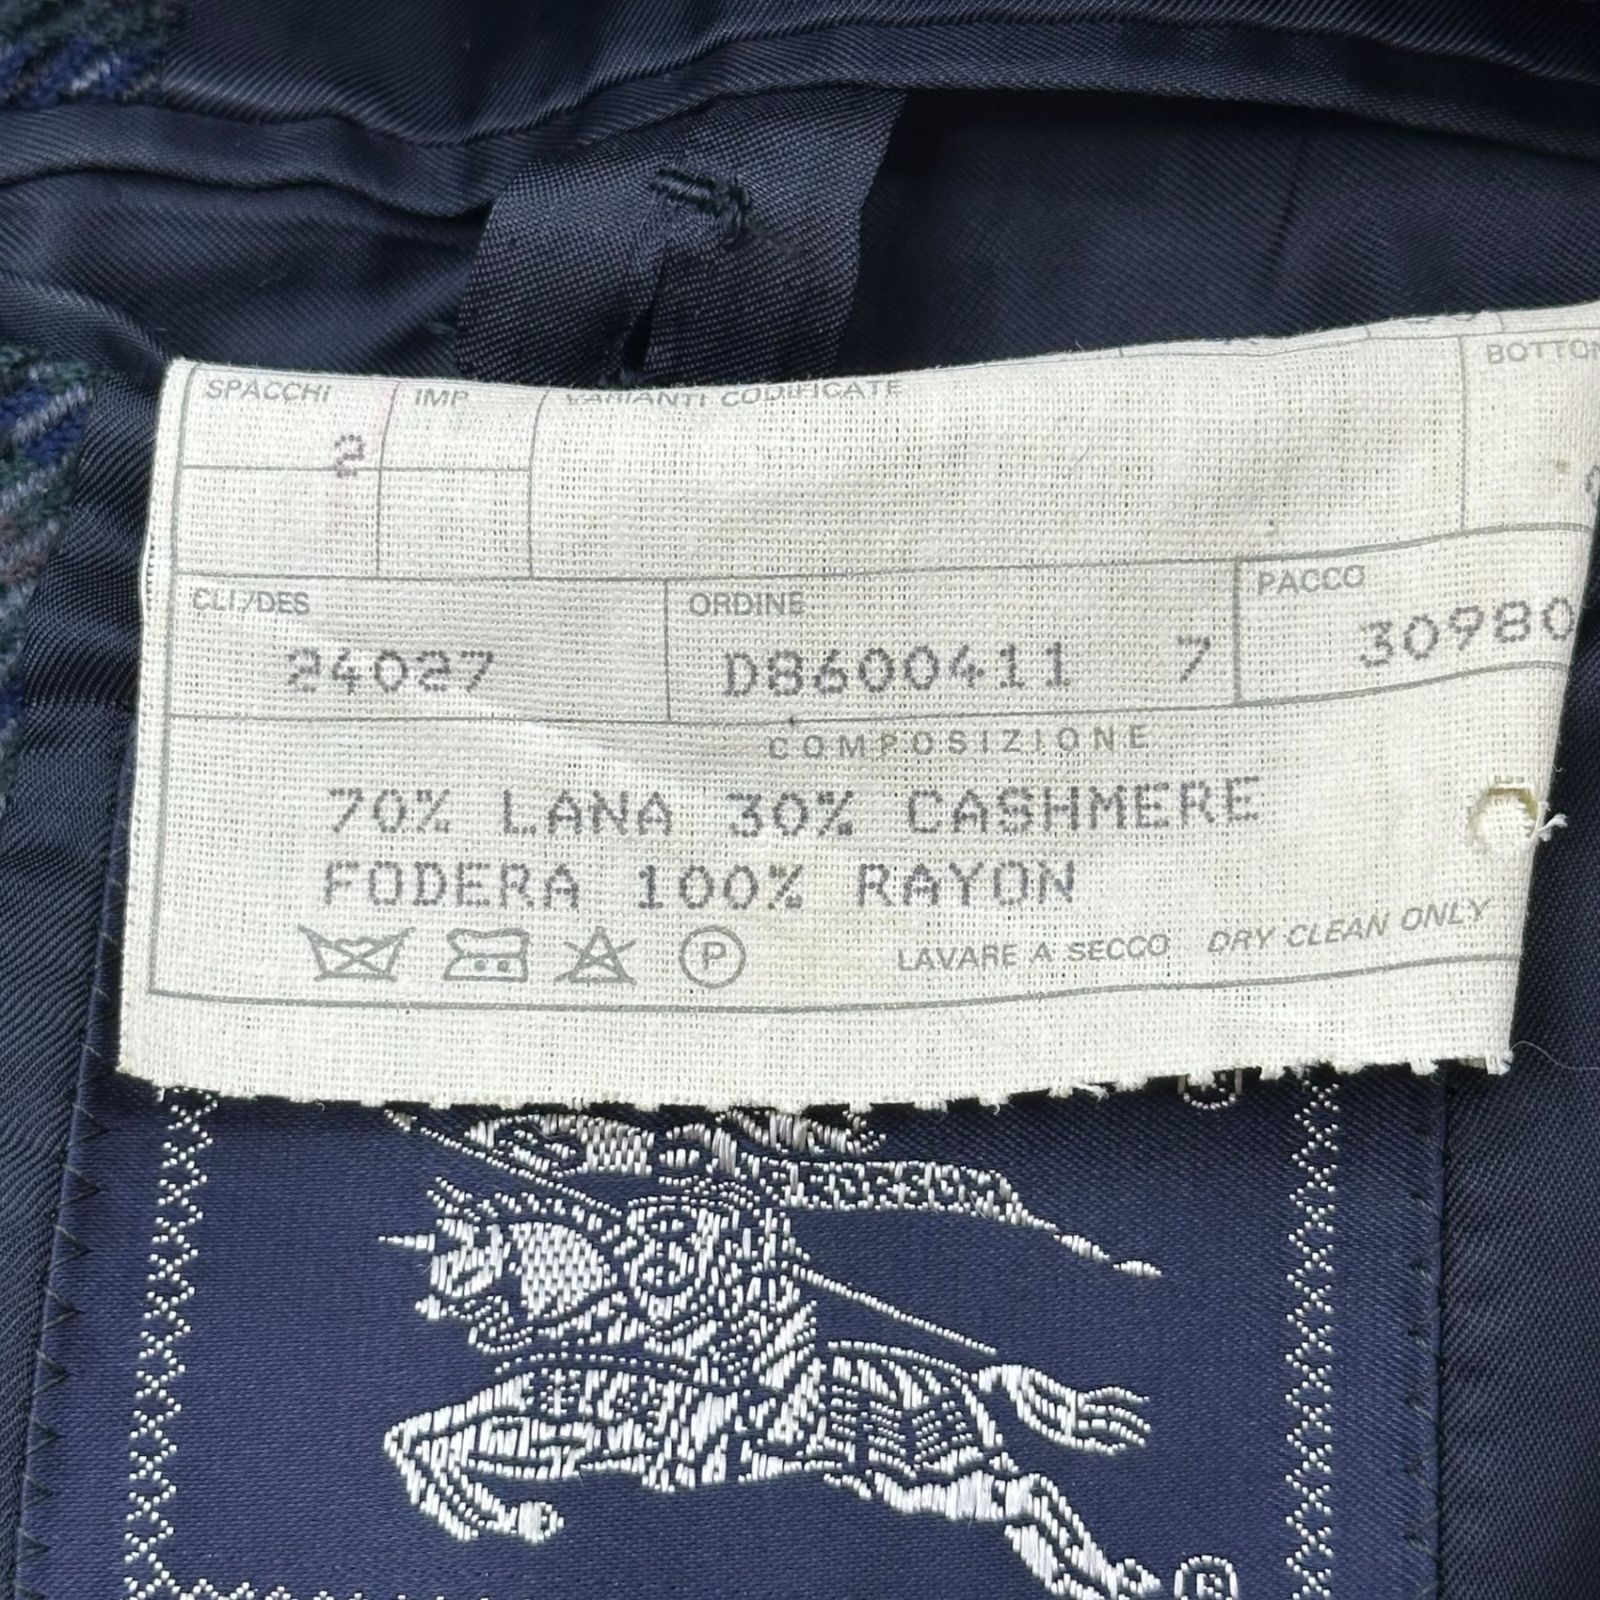 SPACCHI IMP VARIANTI CODIFICATE BOTTON
2
CLI/DES ORDINE PACCO
24027 D8600411 7 30980
COMPOSIZIONE
70% LANA 30% CASHMERE
FODERA 100% RAYON
P LAVARE A SECCO DRY CLEAN ONLY
PRORSUM
®